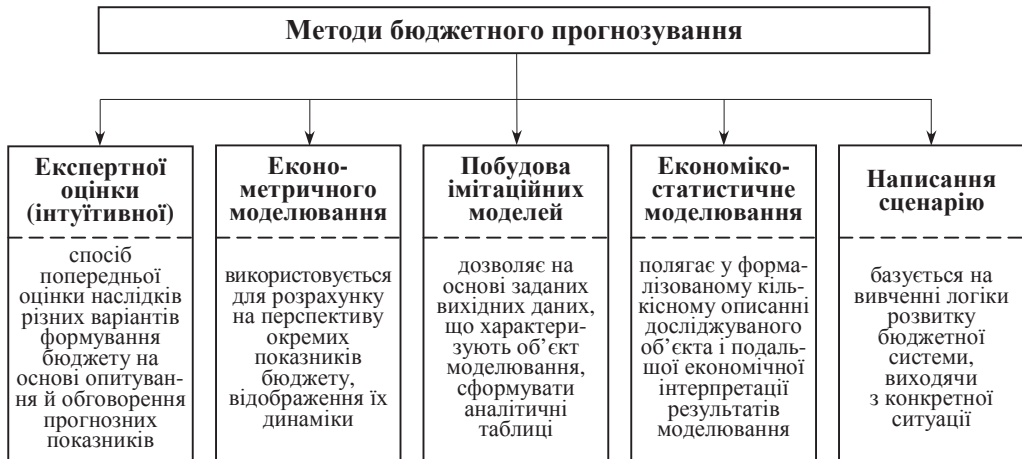 Методи бюджетного прогнозування
Експертної
оцінки
(інтуїтивної)
спосіб
попередньої
оцінки наслідків
різних варіантів
формування
бюджету на
основі опитуван-
ня й обговорення
прогнозних
показників
Еконо-
метричного
моделювання
використовується
для розрахунку
на перспективу
окремих
показників
бюджету,
відображення їх
динаміки
Побудова
імітаційних
моделей
дозволяє на
основі заданих
вихідних даних,
що характери-
зують об’єкт
моделювання,
сформувати
аналітичні
таблиці
Економіко-
статистичне
моделювання
полягає у форма-
лізованому кіль-
кісному описанні
досліджуваного
об’єкта і подаль-
шої економічної
інтерпретації
результатів
моделювання
Написання
сценарію
базується на
вивченні логіки
розвитку
бюджетної
системи,
виходячи
з конкретної
ситуації